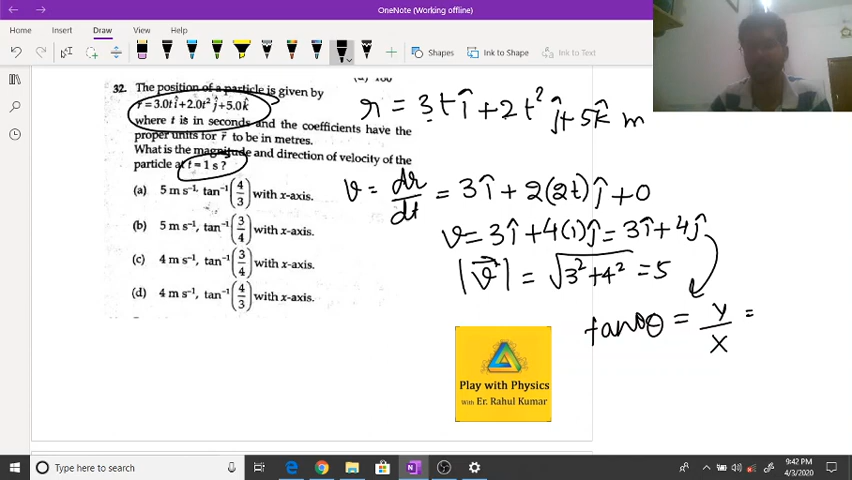 OneNote (Working offline)
File
Home
Insert
Draw
History
Review
View
Help
Shapes
Ink to Shape
Ink to Text
32. The position of a particle is given by
r⃗ = 3.0t î + 2.0t² ĵ + 5.0 k̂
where t is in seconds and the coefficients have the
proper units for r⃗ to be in metres.
What is the magnitude and direction of velocity of the
particle at t = 1 s ?
(a) 5 m s⁻¹, tan⁻¹(4/3) with x-axis.
(b) 5 m s⁻¹, tan⁻¹(3/4) with x-axis.
(c) 4 m s⁻¹, tan⁻¹(3/4) with x-axis.
(d) 4 m s⁻¹, tan⁻¹(4/3) with x-axis.
r = 3tî + 2t² ĵ + 5k̂ m
v = dr/dt = 3î + 2(2t)ĵ + 0
v = 3î + 4(1)ĵ = 3î + 4ĵ
|v⃗| = √3²+4² = 5
tanθ = y/x =
Play with Physics
With Er. Rahul Kumar
Type here to search
9:42 PM
4/3/2020